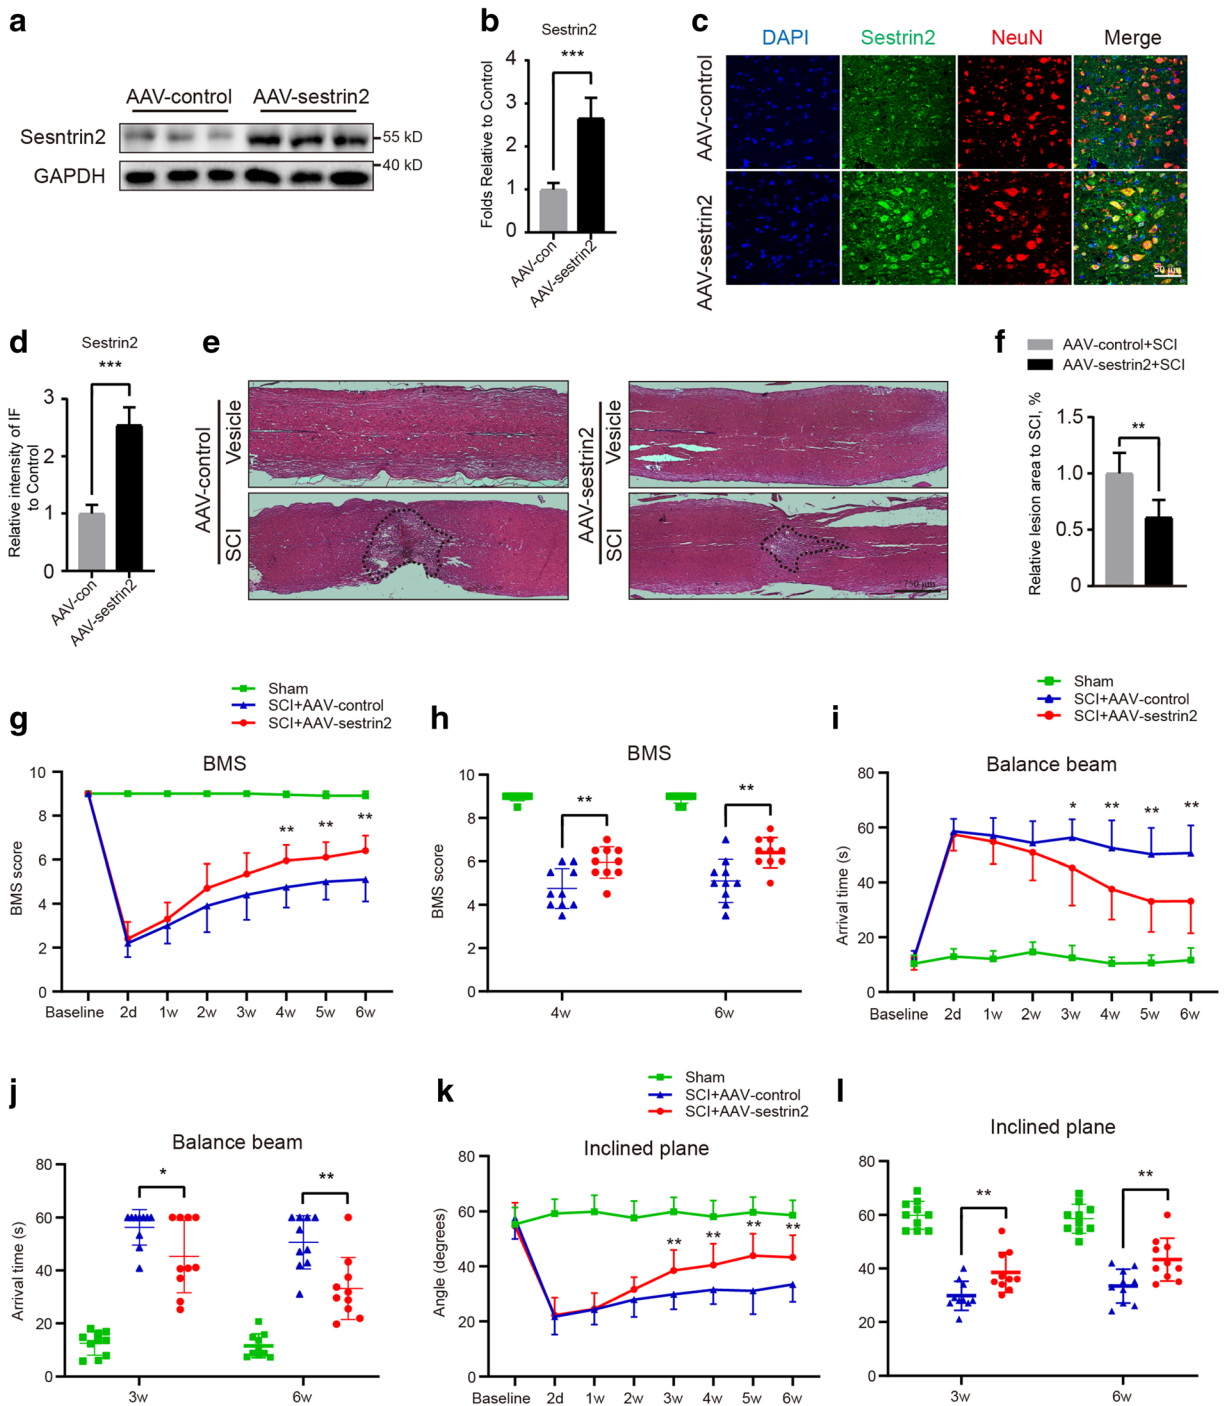 a
AAV-control AAV-sestrin2
Sesntrin2
55 kD
40 kD
GAPDH
b
Sestrin2
***
Folds Relative to Control
4
3
2
1
0
AAV-con
AAV-sestrin2
c
DAPI Sestrin2 NeuN Merge
AAV-control
AAV-sestrin2
50 μm
d
Sestrin2
***
Relative intensity of IF
to Control
3
2
1
0
AAV-con
AAV-sestrin2
e
AAV-control
Vesicle
SCI
AAV-sestrin2
Vesicle
SCI
750 μm
f
AAV-control+SCI
AAV-sestrin2+SCI
Relative lesion area to SCI, %
1.5
1.0
0.5
0
**
g
Sham
SCI+AAV-control
SCI+AAV-sestrin2
BMS
BMS score
10
8
6
4
2
0
** ** **
Baseline 2d 1w 2w 3w 4w 5w 6w
h
BMS
BMS score
10
8
6
4
2
0
** **
4w 6w
i
Sham
SCI+AAV-control
SCI+AAV-sestrin2
Balance beam
Arrival time (s)
80
60
40
20
0
* ** ** **
Baseline 2d 1w 2w 3w 4w 5w 6w
j
Balance beam
Arrival time (s)
80
60
40
20
0
* **
3w 6w
k
Sham
SCI+AAV-control
SCI+AAV-sestrin2
Inclined plane
Angle (degrees)
80
60
40
20
0
** ** ** **
Baseline 2d 1w 2w 3w 4w 5w 6w
l
Inclined plane
80
60
40
20
0
** **
3w 6w